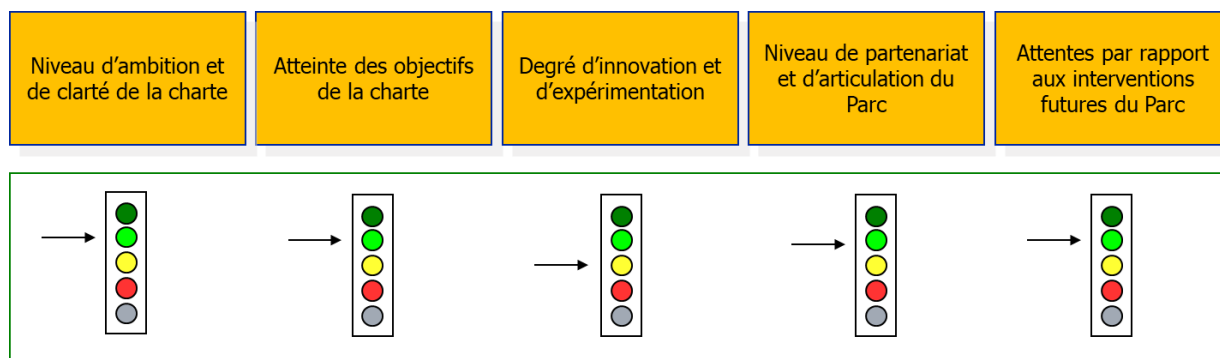 Niveau d’ambition et
de clarté de la charte
Atteinte des objectifs
de la charte
Degré d’innovation et
d’expérimentation
Niveau de partenariat
et d’articulation du
Parc
Attentes par rapport
aux interventions
futures du Parc